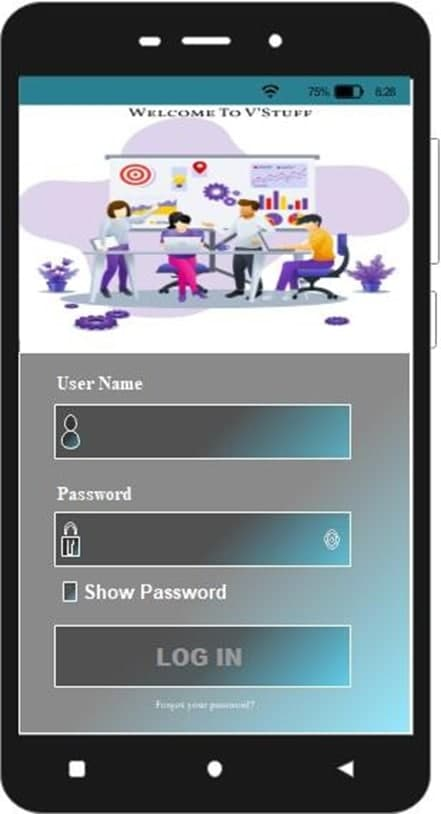 75% 6:28
WELCOME TO V'STUFF
User Name
Password
Show Password
LOG IN
Forgot your password?